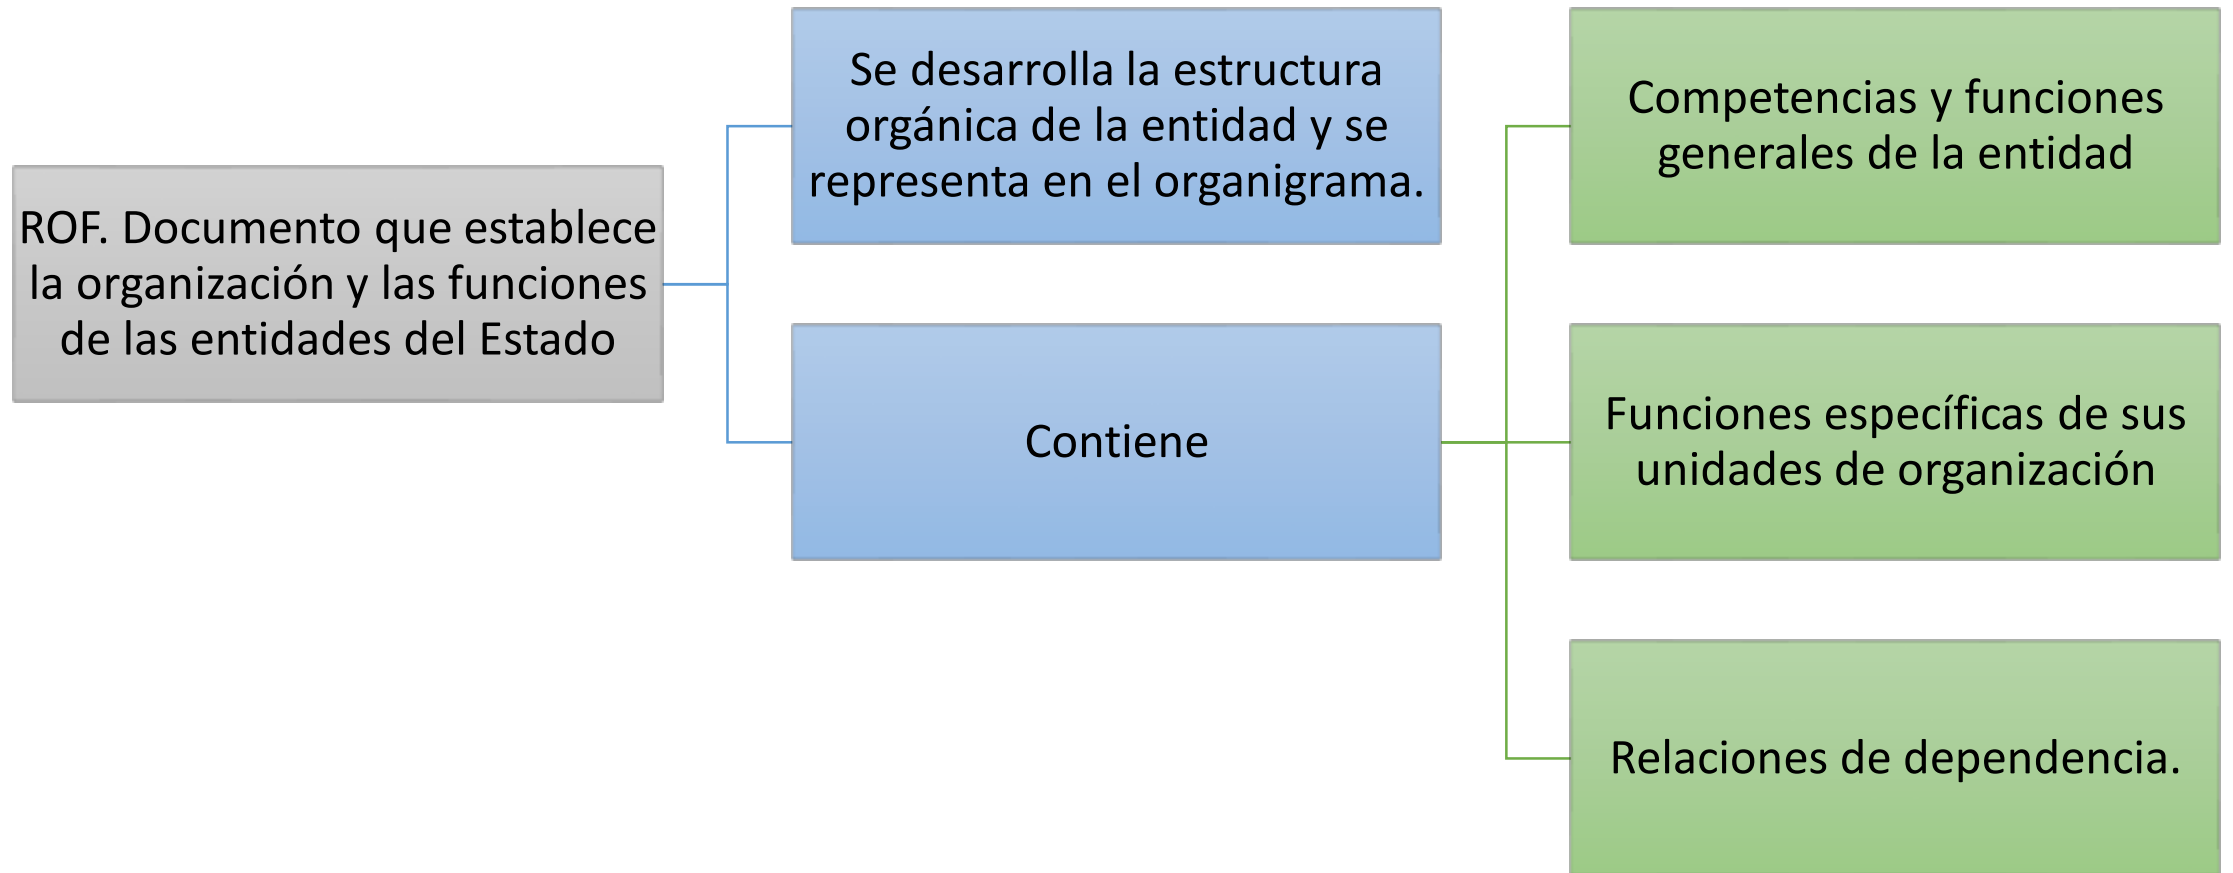 ROF. Documento que establece
la organización y las funciones
de las entidades del Estado
Se desarrolla la estructura
orgánica de la entidad y se
representa en el organigrama.
Contiene
Competencias y funciones
generales de la entidad
Funciones específicas de sus
unidades de organización
Relaciones de dependencia.